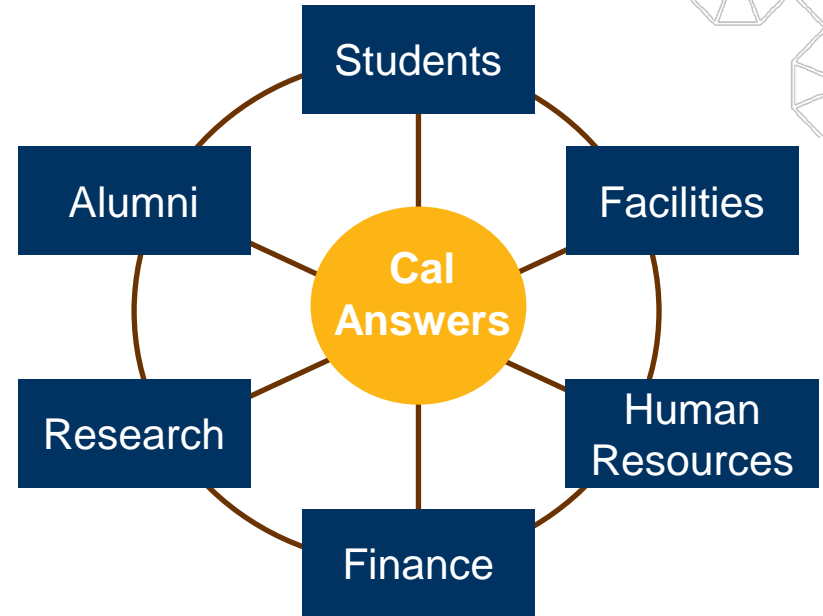 Students
Alumni
Facilities
Cal
Answers
Research
Human
Resources
Finance